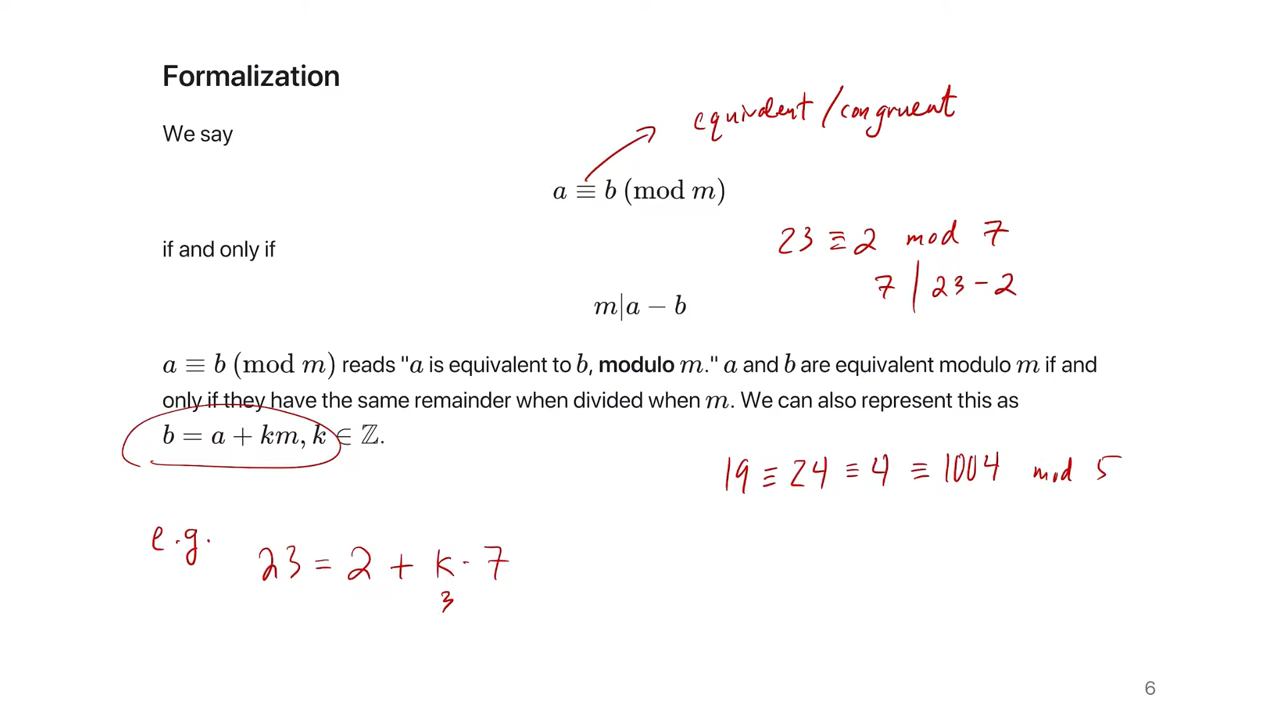 Formalization
We say
equivalent/congruent
a ≡ b (mod m)
23 ≡ 2 mod 7
if and only if
7 | 23 - 2
m|a − b
a ≡ b (mod m) reads "a is equivalent to b, modulo m." a and b are equivalent modulo m if and
only if they have the same remainder when divided when m. We can also represent this as
b = a + km, k ∈ ℤ.
19 ≡ 24 ≡ 4 ≡ 1004 mod 5
e.g.
23 = 2 + k · 7
3
6